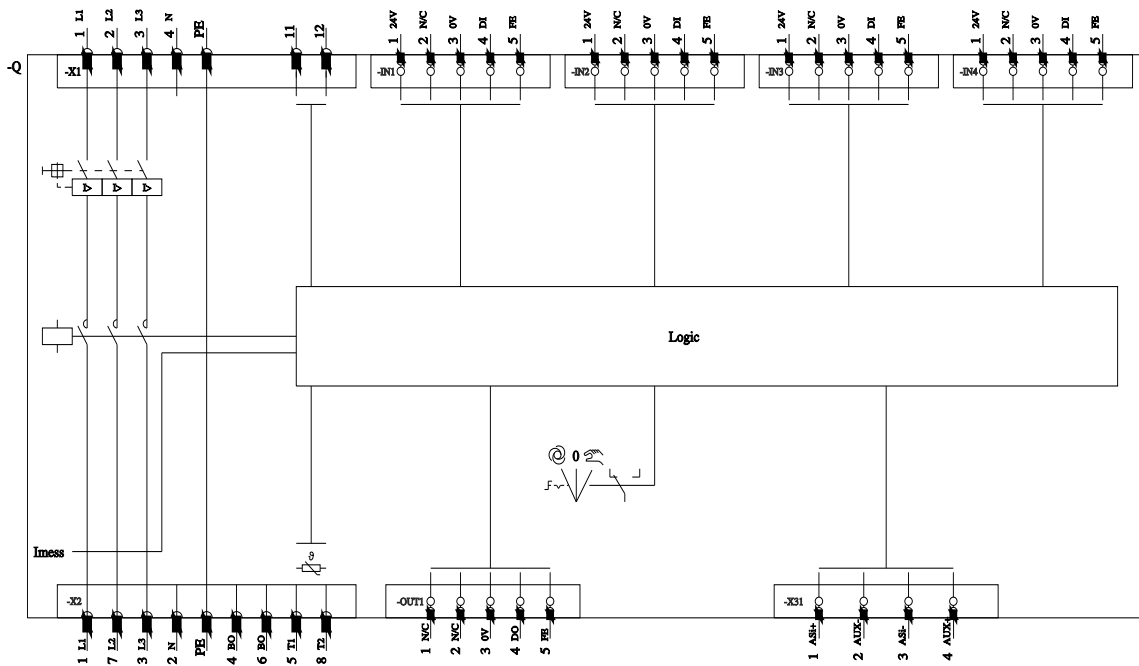 1 L1
2 L2
3 L3
4 N
PE
11
12
1 24V
2 N/C
3 0V
4 DI
5 FE
1 24V
2 N/C
3 0V
4 DI
5 FE
1 24V
2 N/C
3 0V
4 DI
5 FE
1 24V
2 N/C
3 0V
4 DI
5 FE
-Q
-X1
-IN1
-IN2
-IN3
-IN4
Logic
0
Imess
ϑ
-X2
-OUT1
-X31
1 L1
7 L2
3 L3
2 N
PE
4 BO
6 BO
5 T1
8 T2
1 N/C
2 N/C
3 0V
4 DO
5 FE
1 ASi+
2 AUX-
3 ASi-
4 AUX+